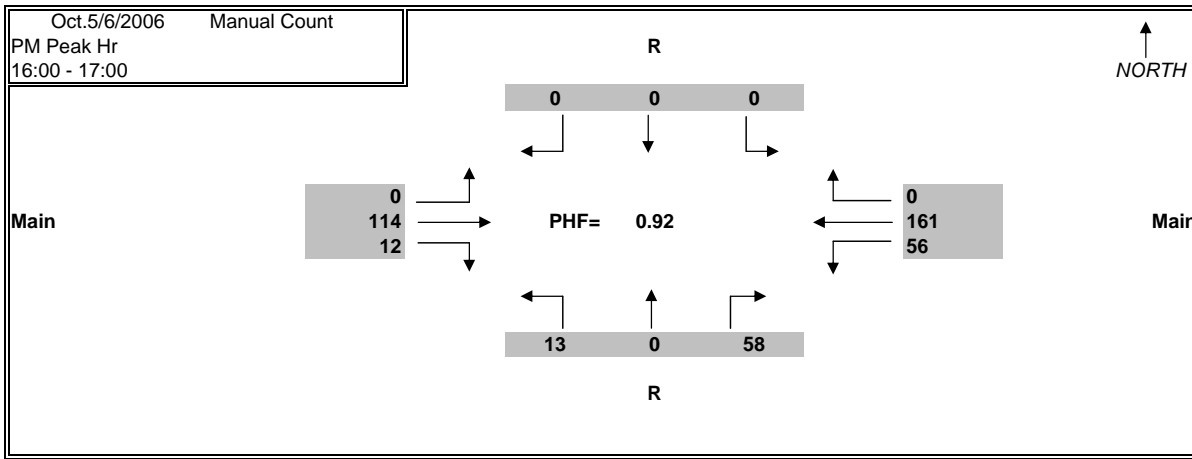 Oct.5/6/2006 Manual Count
PM Peak Hr
16:00 - 17:00
R
NORTH
0 0 0
0
114
12
Main
PHF= 0.92
0
161
56
Main
13 0 58
R